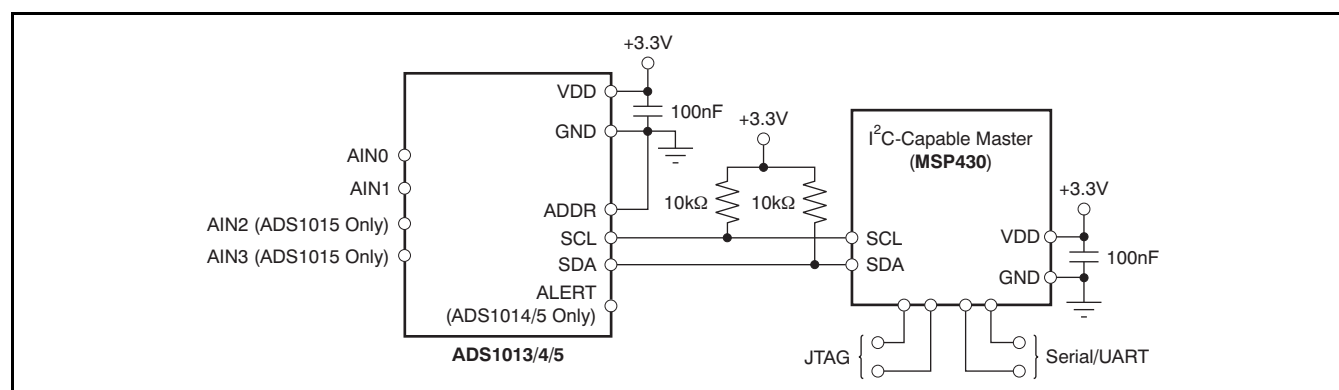 +3.3V
VDD
100nF
GND
AIN0
AIN1
AIN2 (ADS1015 Only)
AIN3 (ADS1015 Only)
ADDR
SCL
SDA
ALERT
(ADS1014/5 Only)
ADS1013/4/5
+3.3V
10kΩ
10kΩ
I²C-Capable Master
(MSP430)
SCL
SDA
+3.3V
VDD
100nF
GND
JTAG
Serial/UART